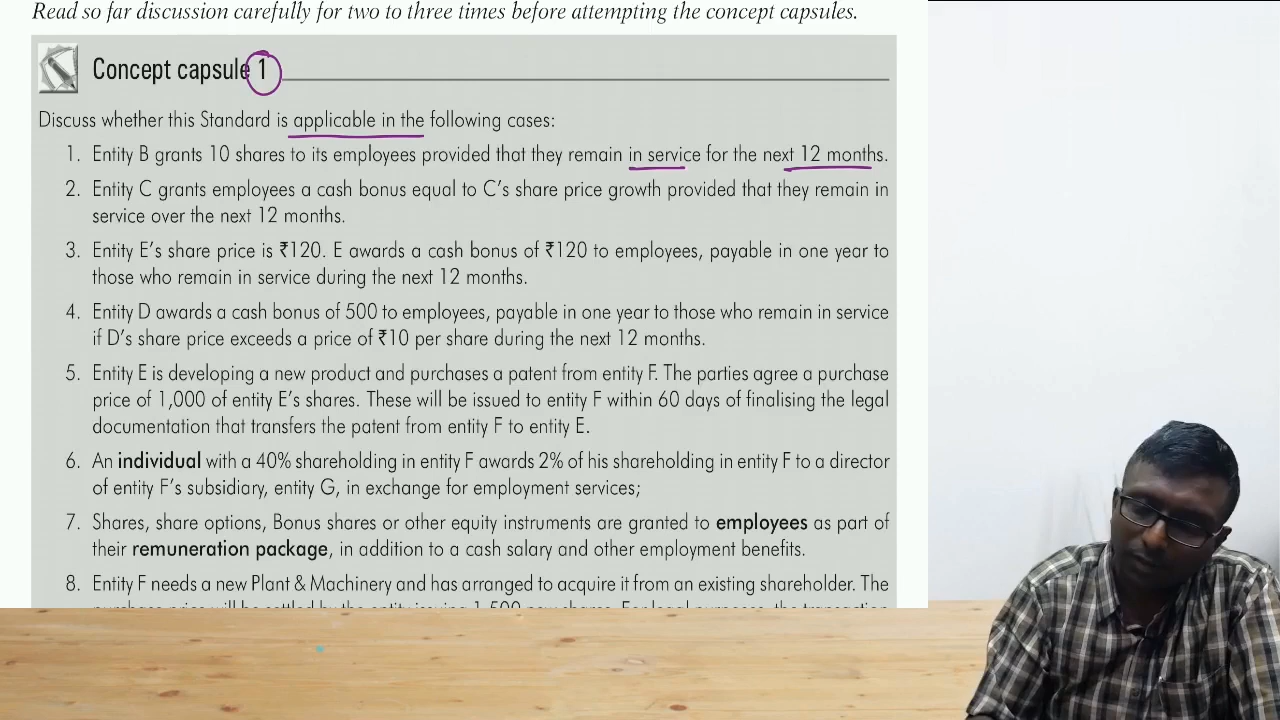 Read so far discussion carefully for two to three times before attempting the concept capsules.
Concept capsule 1
Discuss whether this Standard is applicable in the following cases:
1. Entity B grants 10 shares to its employees provided that they remain in service for the next 12 months.
2. Entity C grants employees a cash bonus equal to C's share price growth provided that they remain in
service over the next 12 months.
3. Entity E's share price is ₹120. E awards a cash bonus of ₹120 to employees, payable in one year to
those who remain in service during the next 12 months.
4. Entity D awards a cash bonus of 500 to employees, payable in one year to those who remain in service
if D's share price exceeds a price of ₹10 per share during the next 12 months.
5. Entity E is developing a new product and purchases a patent from entity F. The parties agree a purchase
price of 1,000 of entity E's shares. These will be issued to entity F within 60 days of finalising the legal
documentation that transfers the patent from entity F to entity E.
6. An individual with a 40% shareholding in entity F awards 2% of his shareholding in entity F to a director
of entity F's subsidiary, entity G, in exchange for employment services;
7. Shares, share options, Bonus shares or other equity instruments are granted to employees as part of
their remuneration package, in addition to a cash salary and other employment benefits.
8. Entity F needs a new Plant & Machinery and has arranged to acquire it from an existing shareholder. The